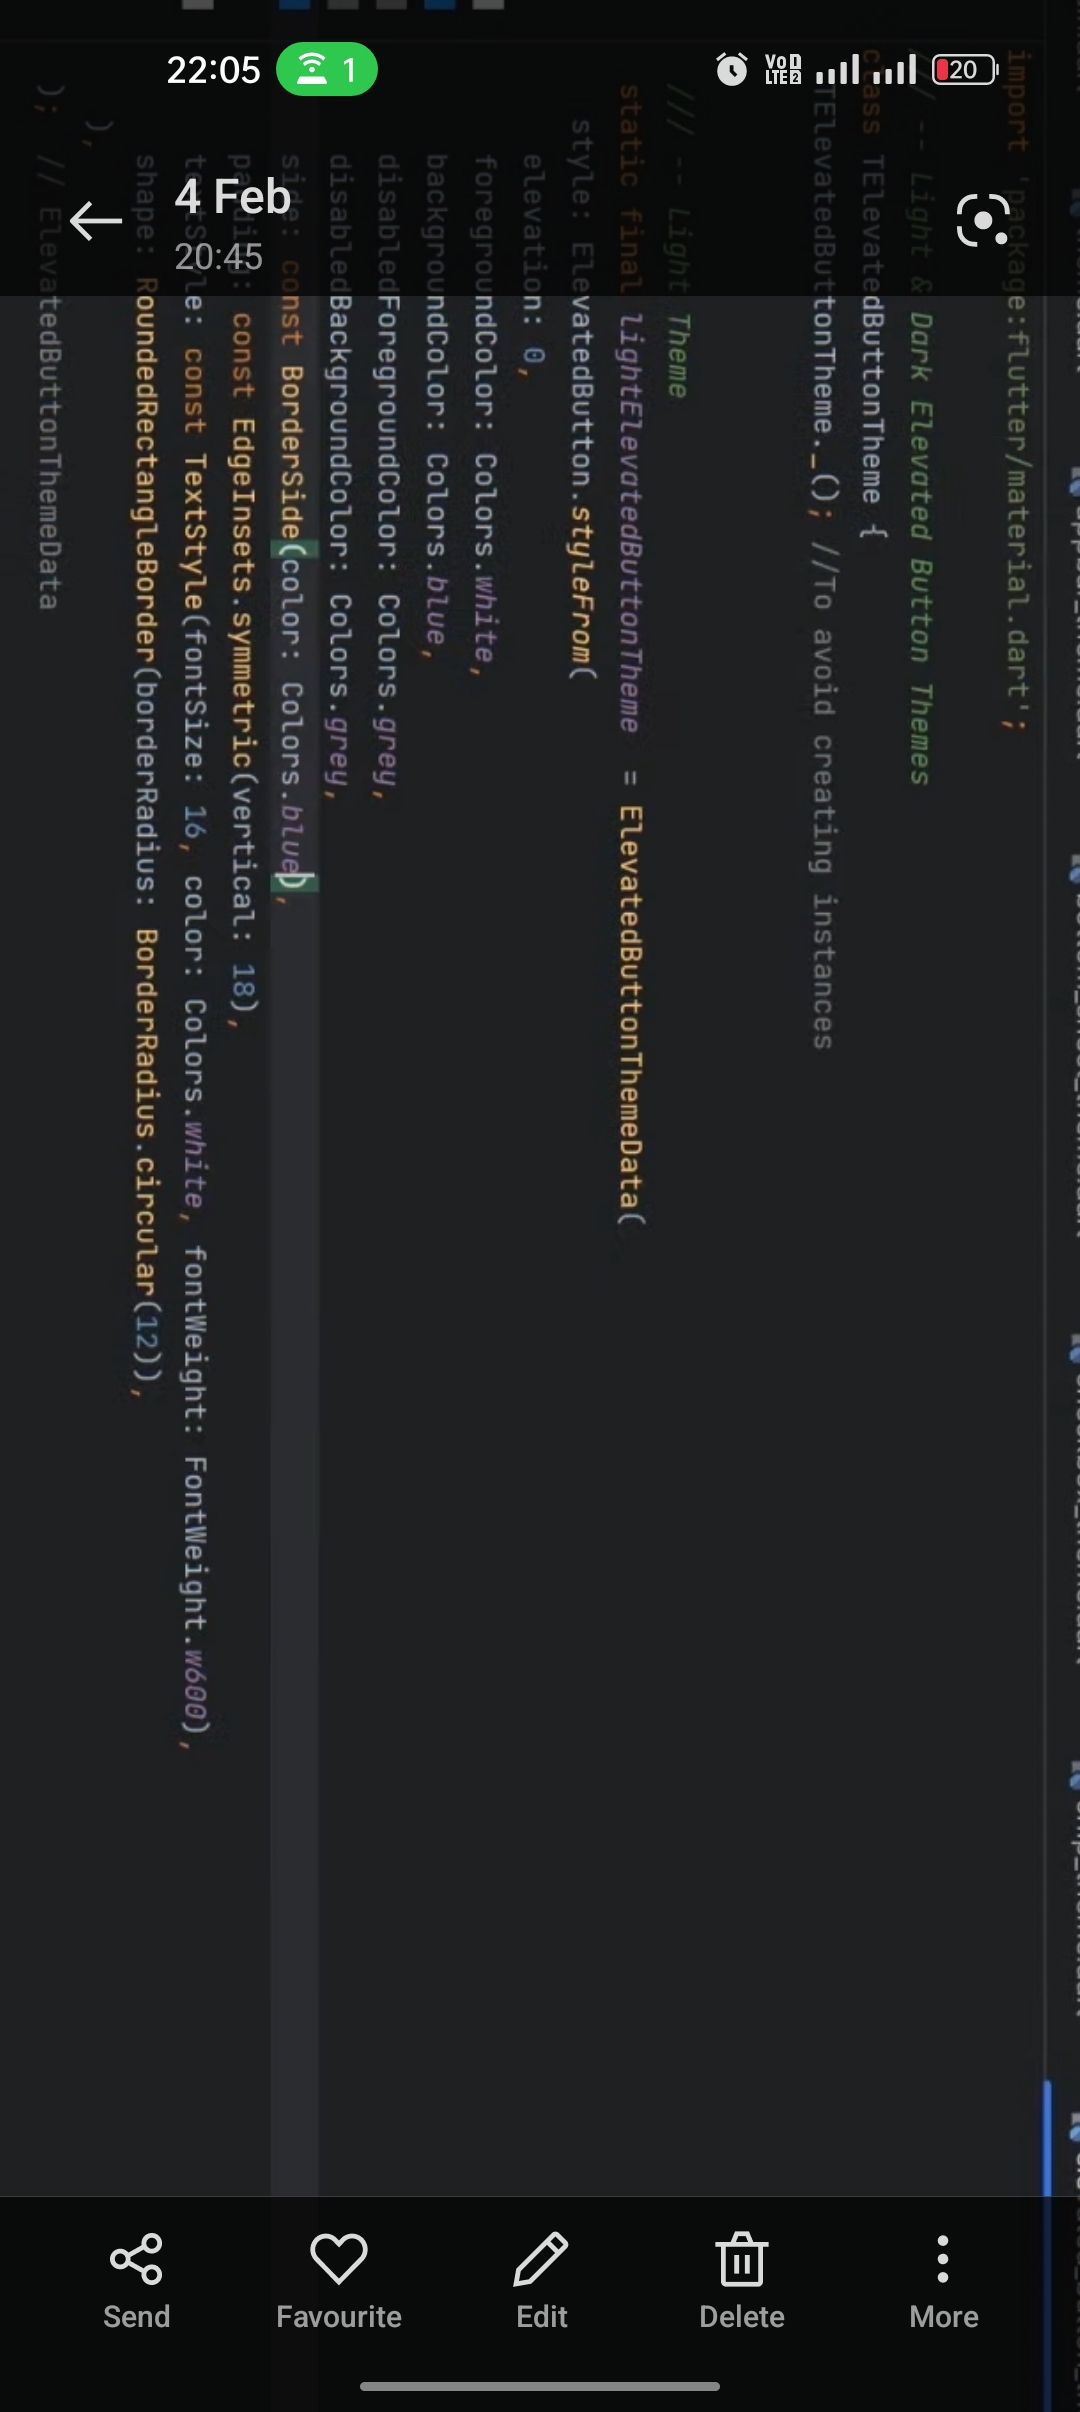 22:05
1
Vo 1
LTE 2
20
4 Feb
20:45
import 'package:flutter/material.dart';
/// -- Light & Dark Elevated Button Themes
class TElevatedButtonTheme {
TElevatedButtonTheme._(); //To avoid creating instances
/// -- Light Theme
static final lightElevatedButtonTheme = ElevatedButtonThemeData(
style: ElevatedButton.styleFrom(
elevation: 0,
foregroundColor: Colors.white,
backgroundColor: Colors.blue,
disabledForegroundColor: Colors.grey,
disabledBackgroundColor: Colors.grey,
side: const BorderSide(color: Colors.blue),
padding: const EdgeInsets.symmetric(vertical: 18),
textStyle: const TextStyle(fontSize: 16, color: Colors.white, fontWeight: FontWeight.w600),
shape: RoundedRectangleBorder(borderRadius: BorderRadius.circular(12)),
),
); // ElevatedButtonThemeData
Send
Favourite
Edit
Delete
More